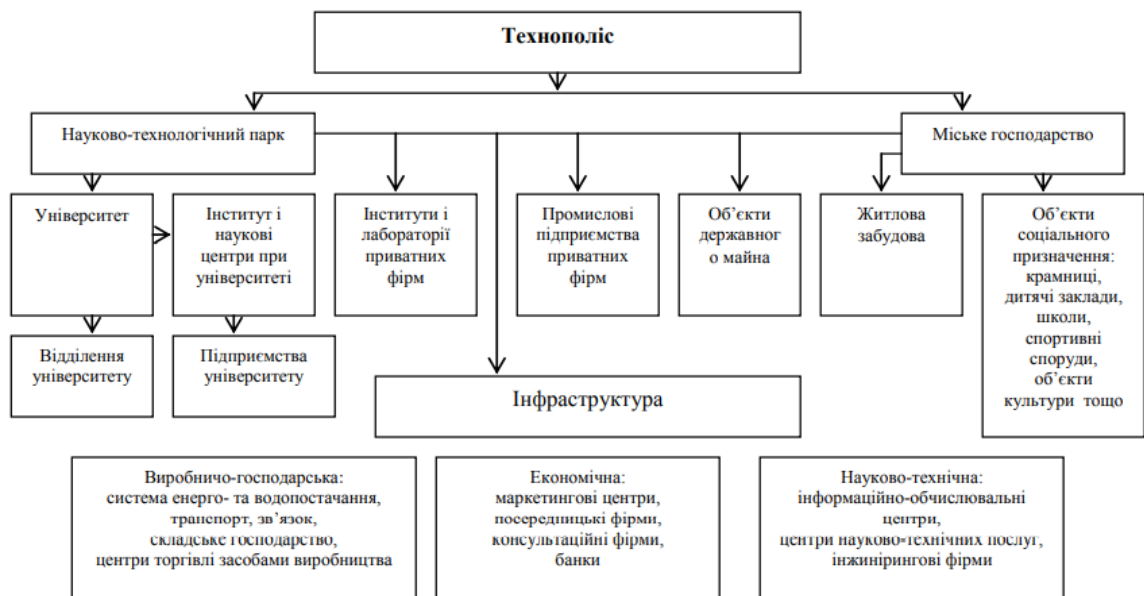 Технополіс
Науково-технологічний парк
Міське господарство
Університет
Інститут і
наукові
центри при
університеті
Інститути і
лабораторії
приватних
фірм
Промислові
підприємства
приватних
фірм
Об’єкти
державног
о майна
Житлова
забудова
Об’єкти
соціального
призначення:
крамниці,
дитячі заклади,
школи,
спортивні
споруди,
об’єкти
культури тощо
Відділення
університету
Підприємства
університету
Інфраструктура
Виробничо-господарська:
система енерго- та водопостачання,
транспорт, зв’язок,
складське господарство,
центри торгівлі засобами виробництва
Економічна:
маркетингові центри,
посередницькі фірми,
консультаційні фірми,
банки
Науково-технічна:
інформаційно-обчислювальні
центри,
центри науково-технічних послуг,
інжинірингові фірми